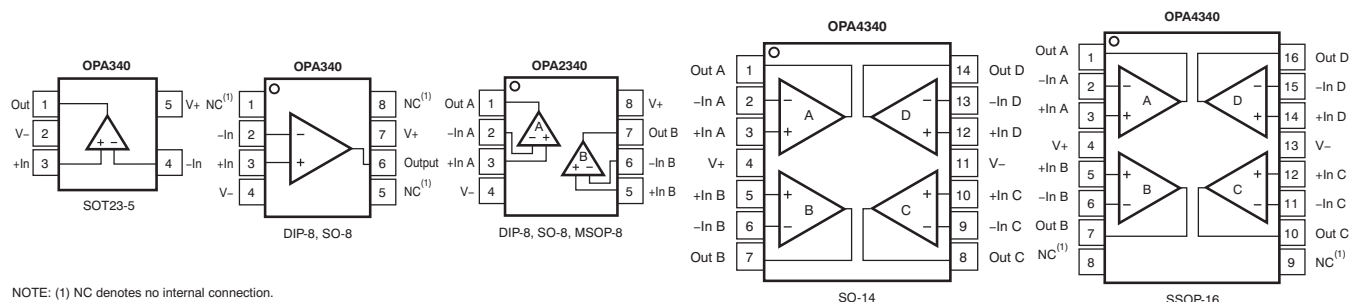 OPA340
Out 1
V– 2
+In 3
5 V+
4 –In
+ –
SOT23-5
OPA340
NC(1) 1
–In 2
+In 3
V– 4
8 NC(1)
7 V+
6 Output
5 NC(1)
–
+
DIP-8, SO-8
OPA2340
Out A 1
–In A 2
+In A 3
V– 4
8 V+
7 Out B
6 –In B
5 +In B
A
– +
B
+ –
DIP-8, SO-8, MSOP-8
OPA4340
Out A 1
–In A 2
+In A 3
V+ 4
+In B 5
–In B 6
Out B 7
14 Out D
13 –In D
12 +In D
11 V–
10 +In C
9 –In C
8 Out C
– A +
– D +
+ B –
+ C –
SO-14
OPA4340
Out A 1
–In A 2
+In A 3
V+ 4
+In B 5
–In B 6
Out B 7
NC(1) 8
16 Out D
15 –In D
14 +In D
13 V–
12 +In C
11 –In C
10 Out C
9 NC(1)
– A +
– D +
+ B –
+ C –
SSOP-16
NOTE: (1) NC denotes no internal connection.